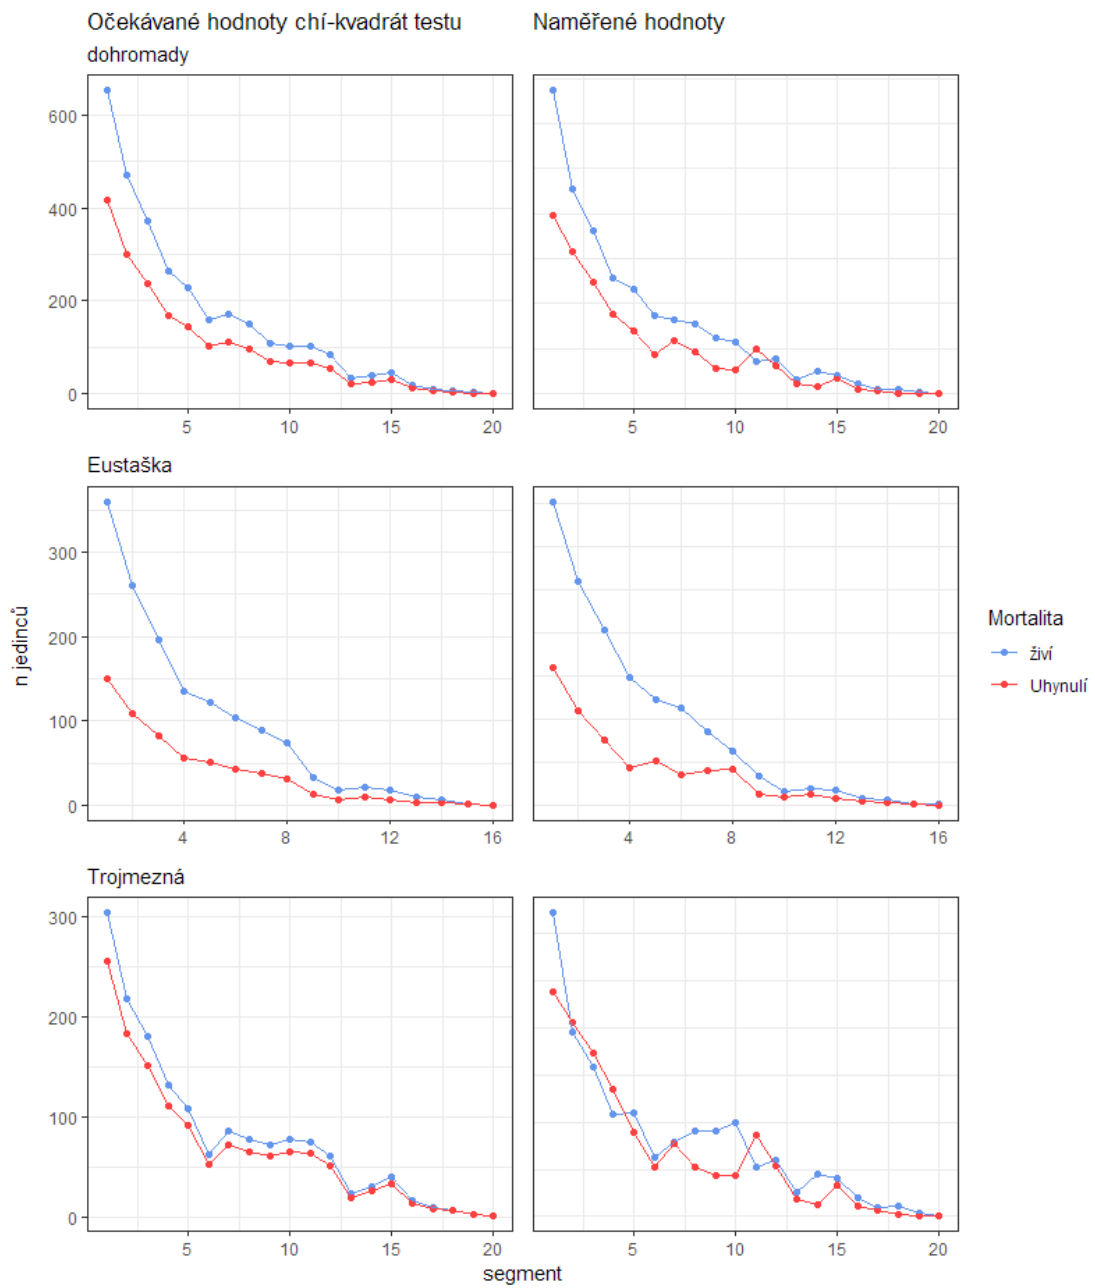 Očekávané hodnoty chí-kvadrát testu
Naměřené hodnoty
dohromady
600
400
200
0
5 10 15 20
5 10 15 20
Eustaška
300
200
100
0
4 8 12 16
4 8 12 16
Trojmezná
300
200
100
0
5 10 15 20
5 10 15 20
n jedinců
segment
Mortalita
živí
Uhynulí